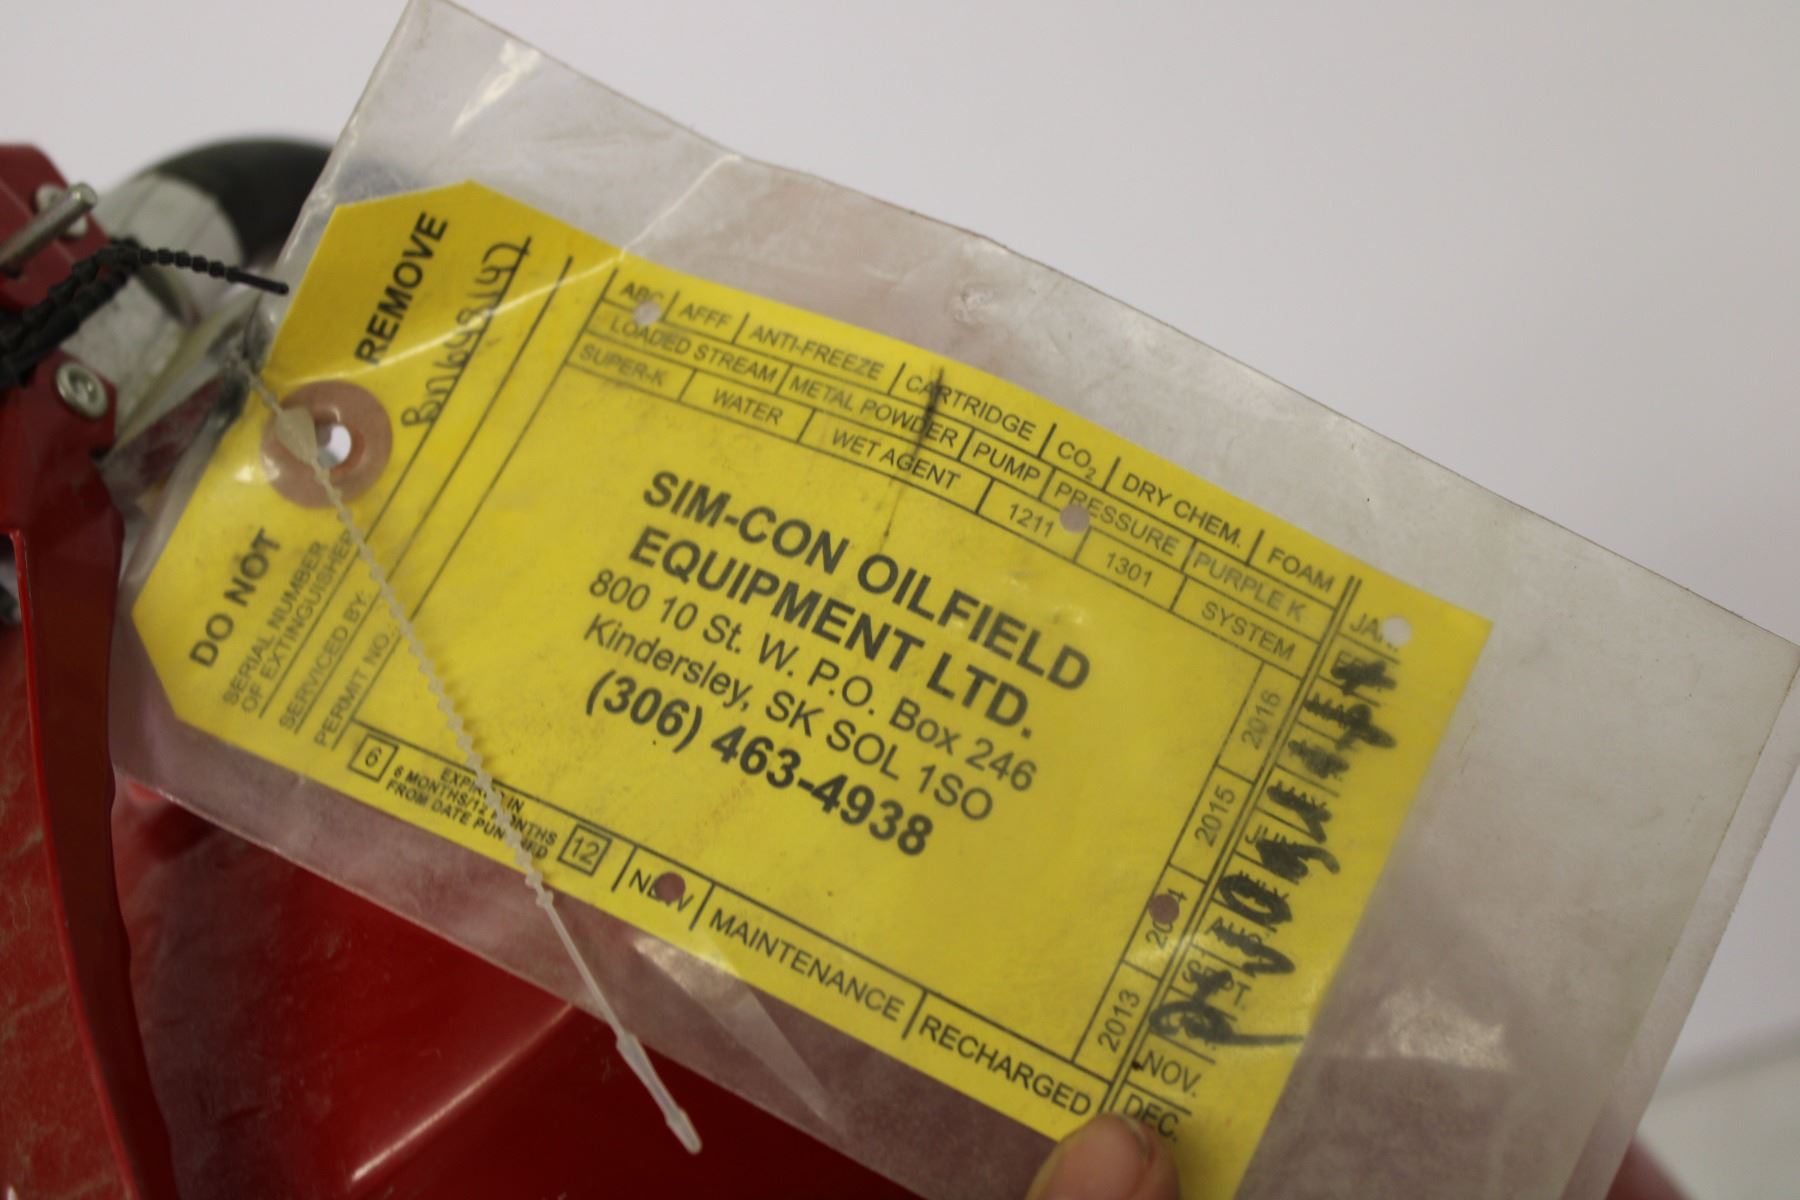 DO NOT REMOVE
SERIAL NUMBER
OF EXTINGUISHER
SERVICED BY:
PERMIT NO.:
ABC AFFF ANTI-FREEZE CARTRIDGE CO2 DRY CHEM. FOAM
LOADED STREAM METAL POWDER PUMP PRESSURE PURPLE K
SUPER-K WATER WET AGENT 1211 1301 SYSTEM
SIM-CON OILFIELD
EQUIPMENT LTD.
800 10 St. W. P.O. Box 246
Kindersley, SK SOL 1SO
(306) 463-4938
6
EXPIRES IN
6 MONTHS/12 MONTHS
FROM DATE PUNCHED
12
NEW MAINTENANCE RECHARGED
2013 2014 2015 2016
JAN.
SEPT.
NOV.
DEC.